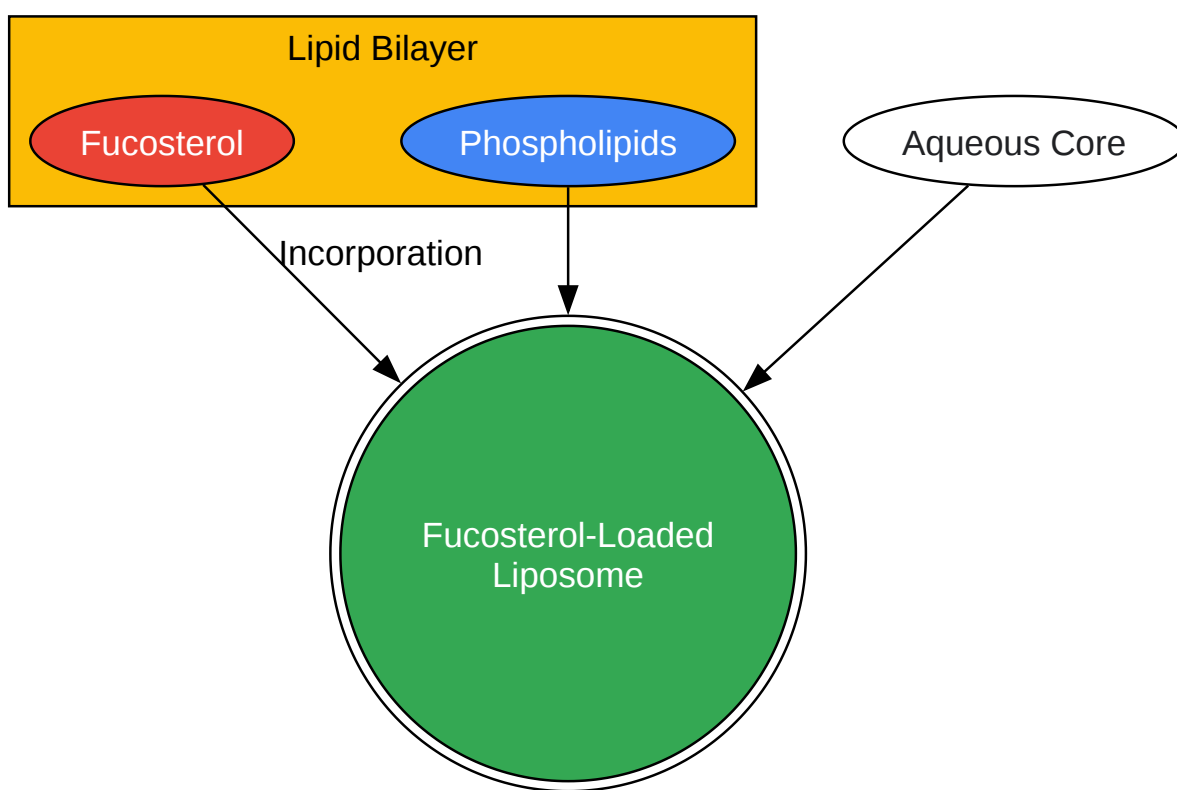 Lipid Bilayer
Fucosterol
Phospholipids
Aqueous Core
Incorporation
Fucosterol-Loaded
Liposome